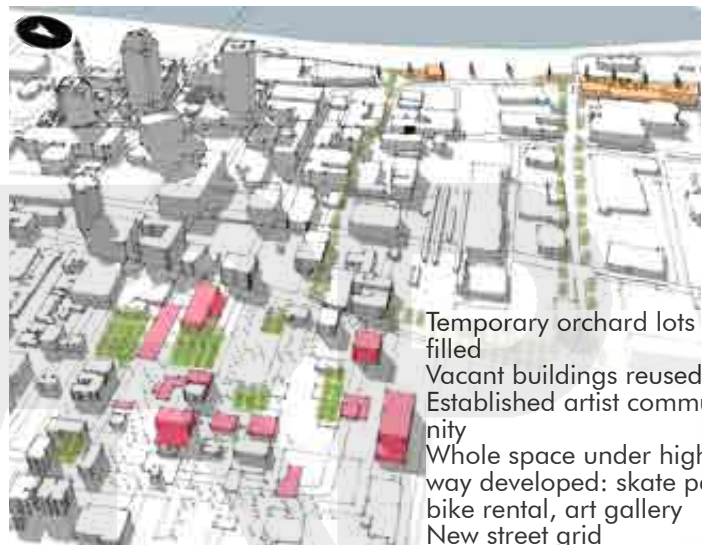 Temporary orchard lots
filled
Vacant buildings reused
Established artist commu
nity
Whole space under high
way developed: skate pa
bike rental, art gallery
New street grid